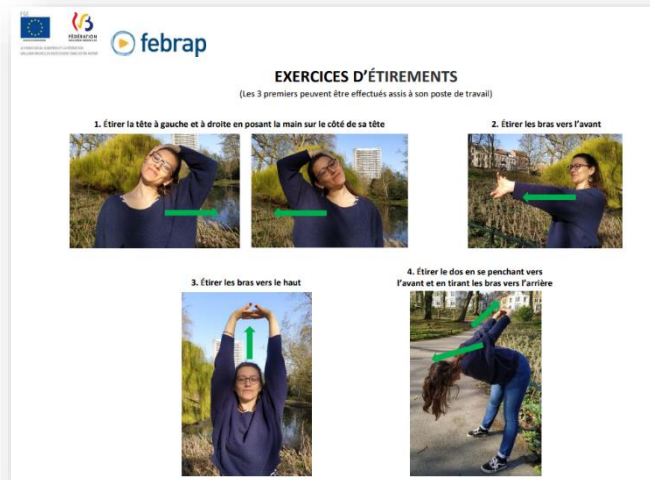 FSE
FÉDÉRATION
febrap
EXERCICES D'ÉTIREMENTS
(Les 3 premiers peuvent être effectués assis à son poste de travail)
1. Étirer la tête à gauche et à droite en posant la main sur le côté de sa tête
2. Étirer les bras vers l'avant
3. Étirer les bras vers le haut
4. Étirer le dos en se penchant vers
l'avant et en tirant les bras vers l'arrière